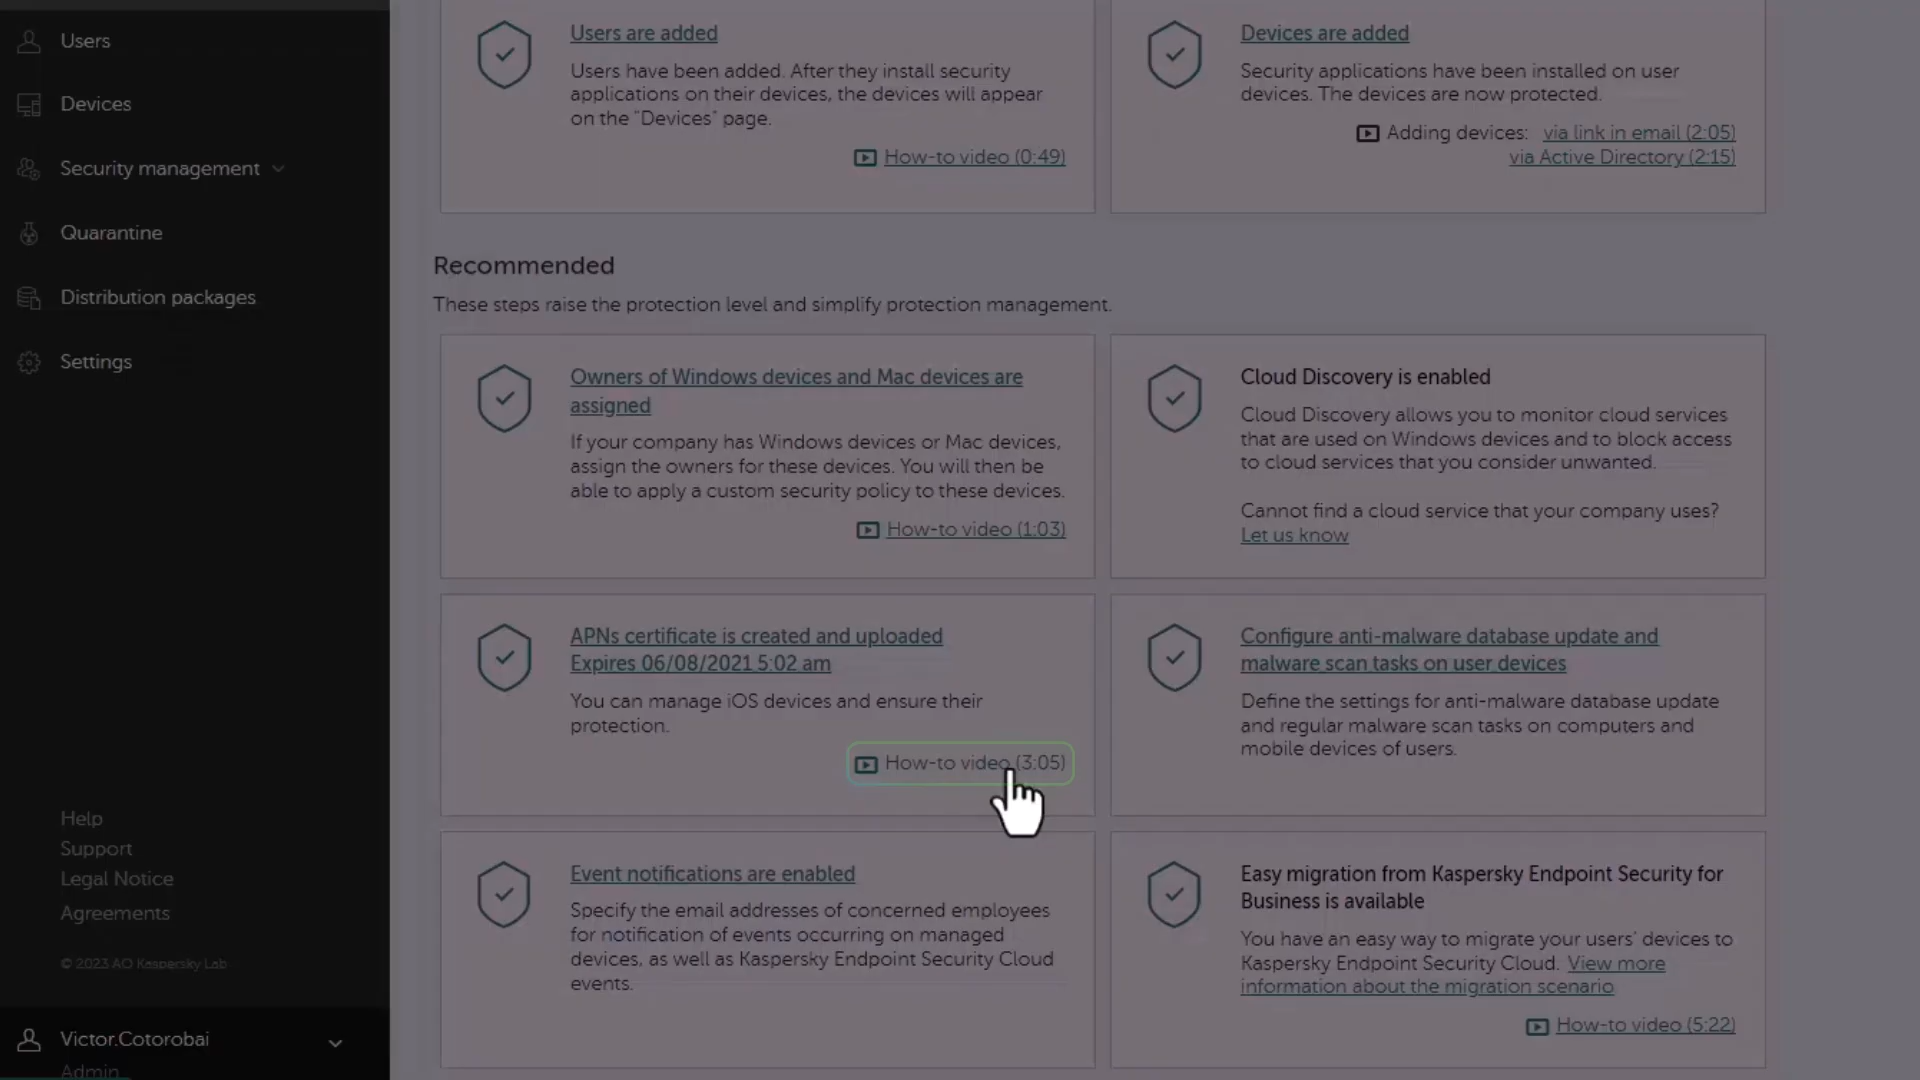 Users
Devices
Security management
Quarantine
Distribution packages
Settings
Help
Support
Legal Notice
Agreements
© 2023 AO Kaspersky Lab
Victor.Cotorobai
Admin
Users are added
Users have been added. After they install security
applications on their devices, the devices will appear
on the "Devices" page.
How-to video (0:49)
Devices are added
Security applications have been installed on user
devices. The devices are now protected.
Adding devices: via link in email (2:05)
via Active Directory (2:15)
Recommended
These steps raise the protection level and simplify protection management.
Owners of Windows devices and Mac devices are
assigned
If your company has Windows devices or Mac devices,
assign the owners for these devices. You will then be
able to apply a custom security policy to these devices.
How-to video (1:03)
Cloud Discovery is enabled
Cloud Discovery allows you to monitor cloud services
that are used on Windows devices and to block access
to cloud services that you consider unwanted.
Cannot find a cloud service that your company uses?
Let us know
APNs certificate is created and uploaded
Expires 06/08/2021 5:02 am
You can manage iOS devices and ensure their
protection.
How-to video (3:05)
Configure anti-malware database update and
malware scan tasks on user devices
Define the settings for anti-malware database update
and regular malware scan tasks on computers and
mobile devices of users.
Event notifications are enabled
Specify the email addresses of concerned employees
for notification of events occurring on managed
devices, as well as Kaspersky Endpoint Security Cloud
events.
Easy migration from Kaspersky Endpoint Security for
Business is available
You have an easy way to migrate your users' devices to
Kaspersky Endpoint Security Cloud. View more
information about the migration scenario
How-to video (5:22)